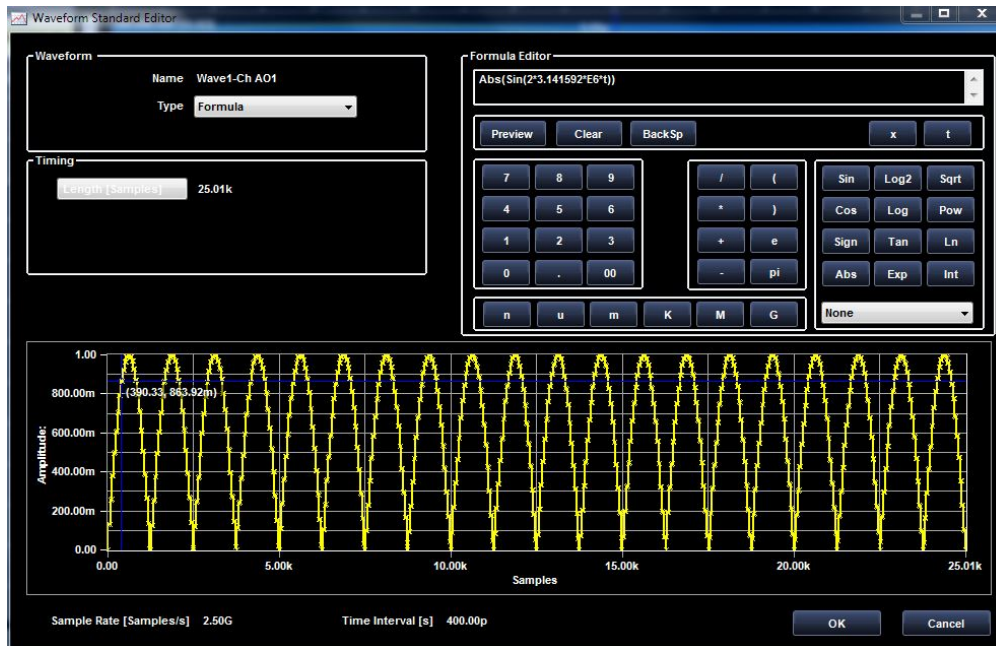 Waveform Standard Editor
Waveform
Name Wave1-Ch AO1
Type Formula
Timing
Length [Samples] 25.01k
Formula Editor
Abs(Sin(2*3.141592*E6*t))
Preview Clear BackSp x t
7 8 9 / ( Sin Log2 Sqrt
4 5 6 * ) Cos Log Pow
1 2 3 + e Sign Tan Ln
0 . 00 - pi Abs Exp Int
n u m K M G None
1.00
800.00m
600.00m
400.00m
200.00m
0.00
Amplitude:
(390.33, 863.92m)
0.00 5.00k 10.00k 15.00k 20.00k 25.01k
Samples
Sample Rate [Samples/s] 2.50G Time Interval [s] 400.00p OK Cancel